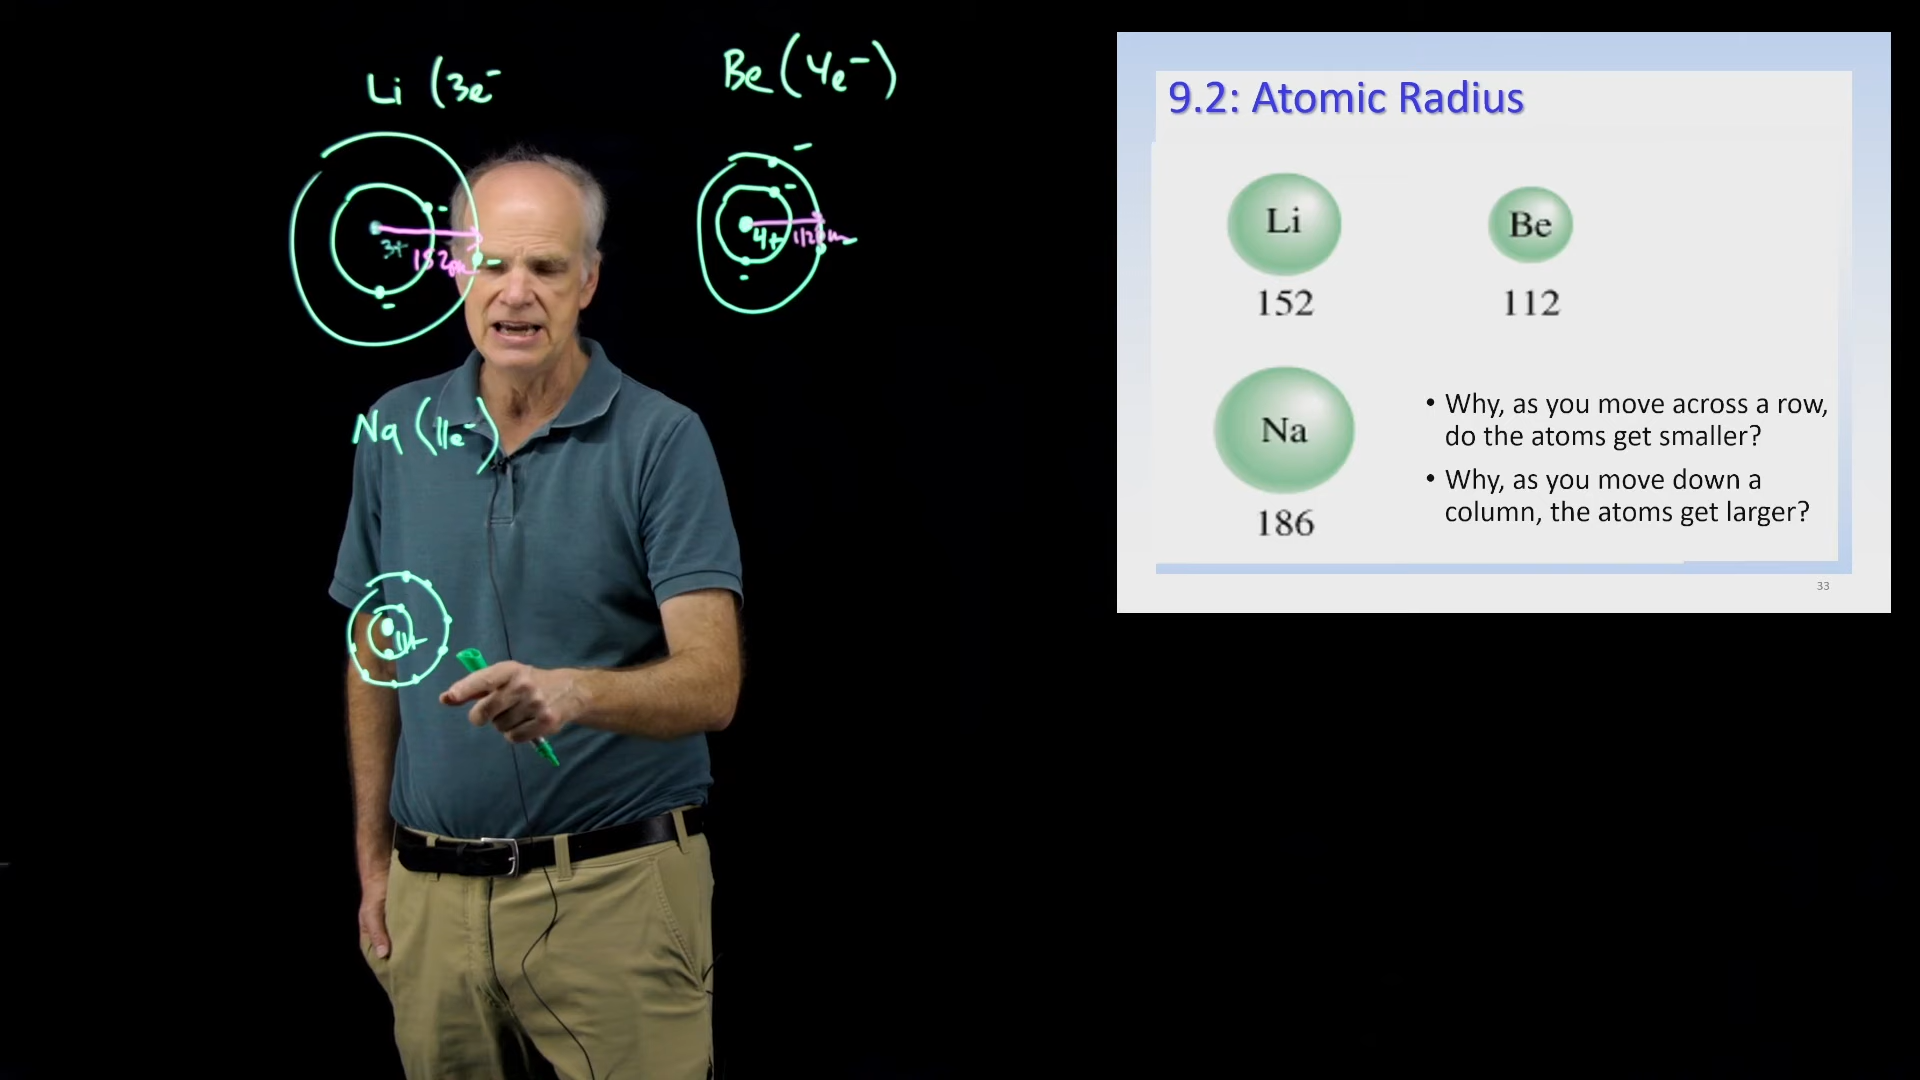 Li (3e-
Be (4e-)
-
-
-
3+
-
-
-
4+
-
Na (11e-)
11+
9.2: Atomic Radius
Li
Be
152
112
Na
186
• Why, as you move across a row,
do the atoms get smaller?
• Why, as you move down a
column, the atoms get larger?
33